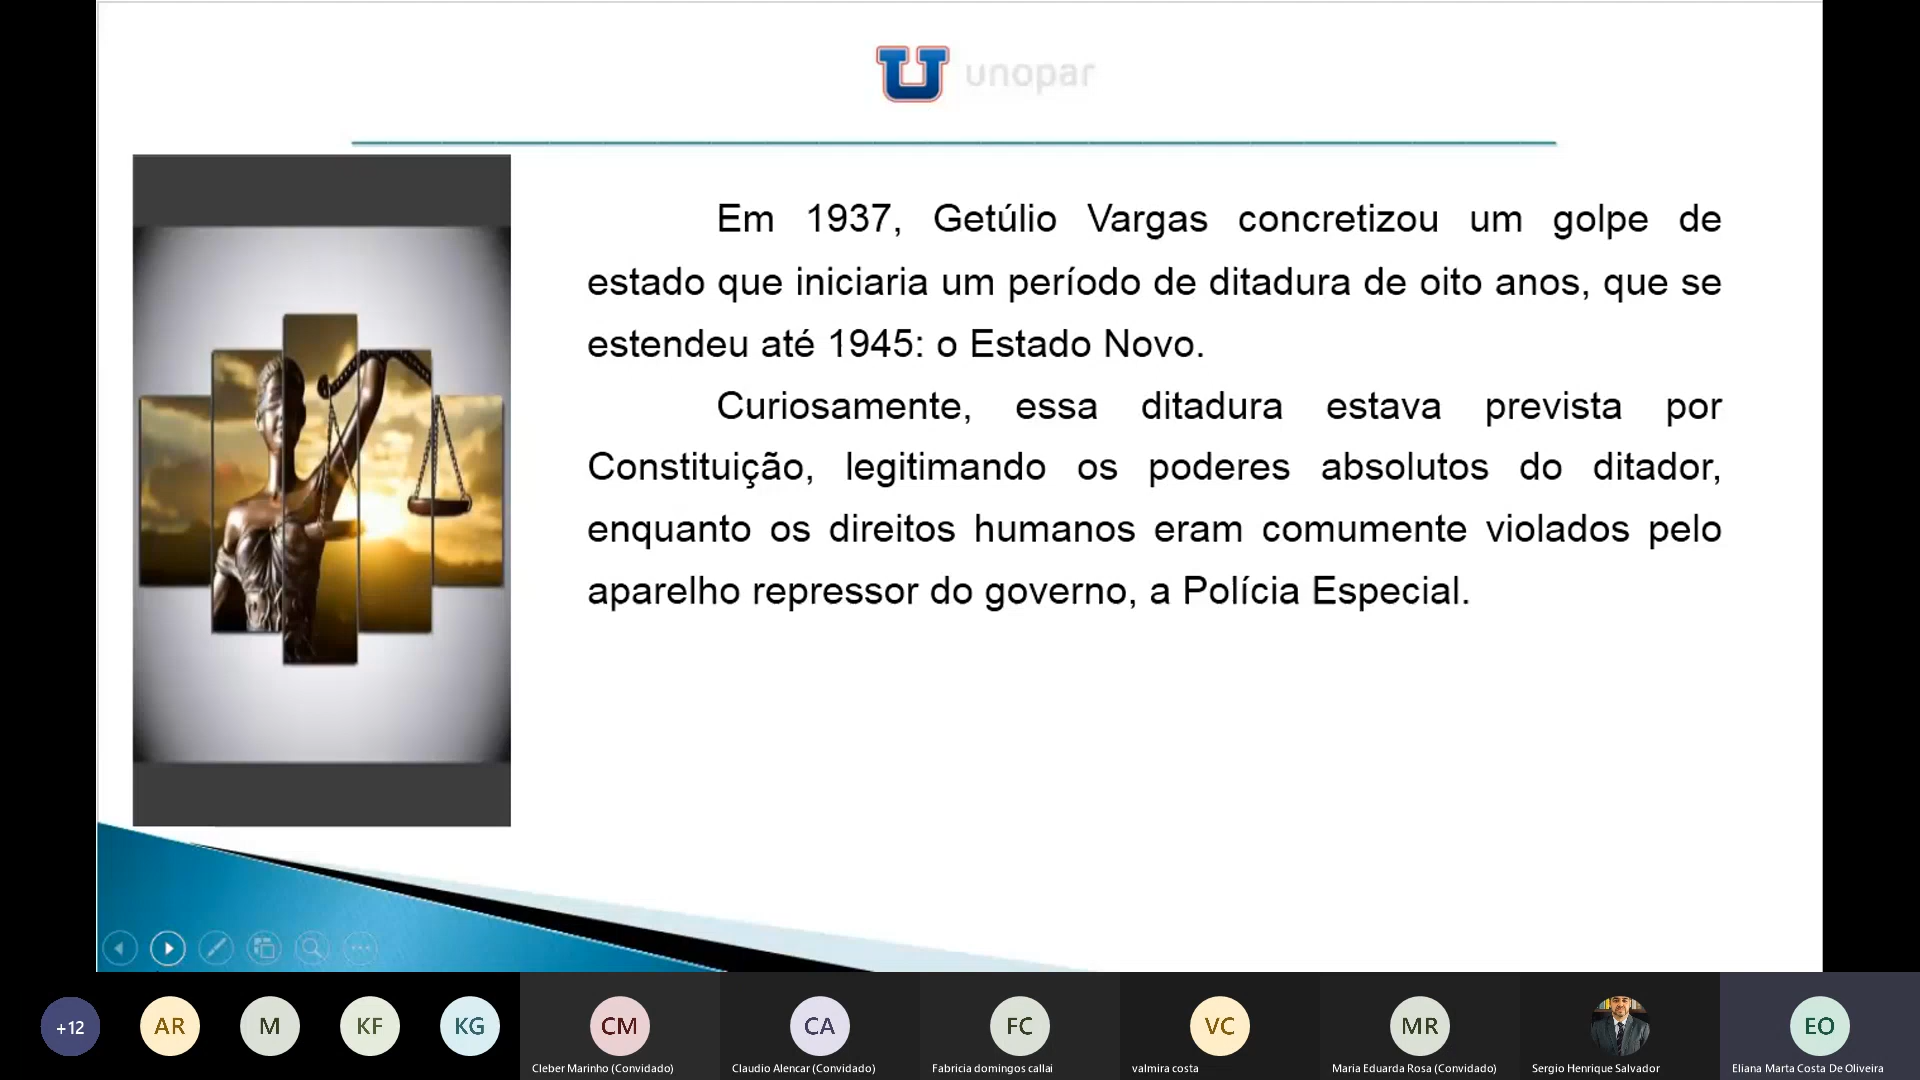 unopar
Em 1937, Getúlio Vargas concretizou um golpe de
estado que iniciaria um período de ditadura de oito anos, que se
estendeu até 1945: o Estado Novo.
Curiosamente, essa ditadura estava prevista por
Constituição, legitimando os poderes absolutos do ditador,
enquanto os direitos humanos eram comumente violados pelo
aparelho repressor do governo, a Polícia Especial.
+12
AR
M
KF
KG
CM
CA
FC
VC
MR
EO
Cleber Marinho (Convidado)
Claudio Alencar (Convidado)
Fabricia domingos callai
valmira costa
Maria Eduarda Rosa (Convidado)
Sergio Henrique Salvador
Eliana Marta Costa De Oliveira